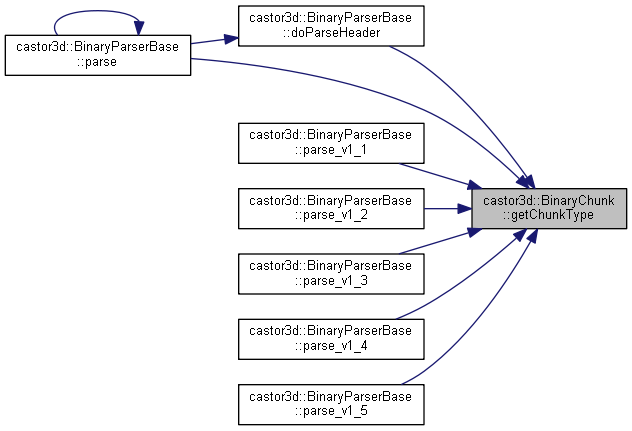 castor3d::BinaryParserBase
::doParseHeader
castor3d::BinaryParserBase
::parse
castor3d::BinaryParserBase
::parse_v1_1
castor3d::BinaryParserBase
::parse_v1_2
castor3d::BinaryChunk
::getChunkType
castor3d::BinaryParserBase
::parse_v1_3
castor3d::BinaryParserBase
::parse_v1_4
castor3d::BinaryParserBase
::parse_v1_5